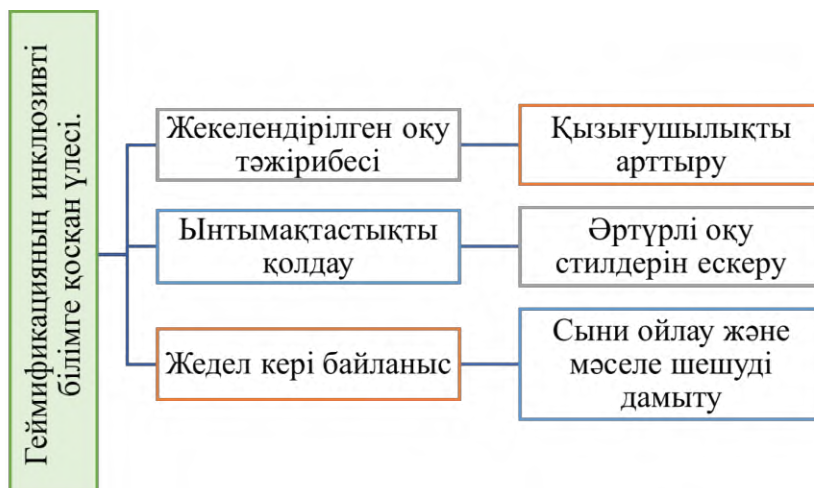 Геймификацияның инклюзивті
білімге қосқан үлесі.
Жекелендірілген оқу
тәжірибесі
Қызығушылықты
арттыру
Ынтымақтастықты
қолдау
Әртүрлі оқу
стилдерін ескеру
Жедел кері байланыс
Сыни ойлау және
мәселе шешуді
дамыту